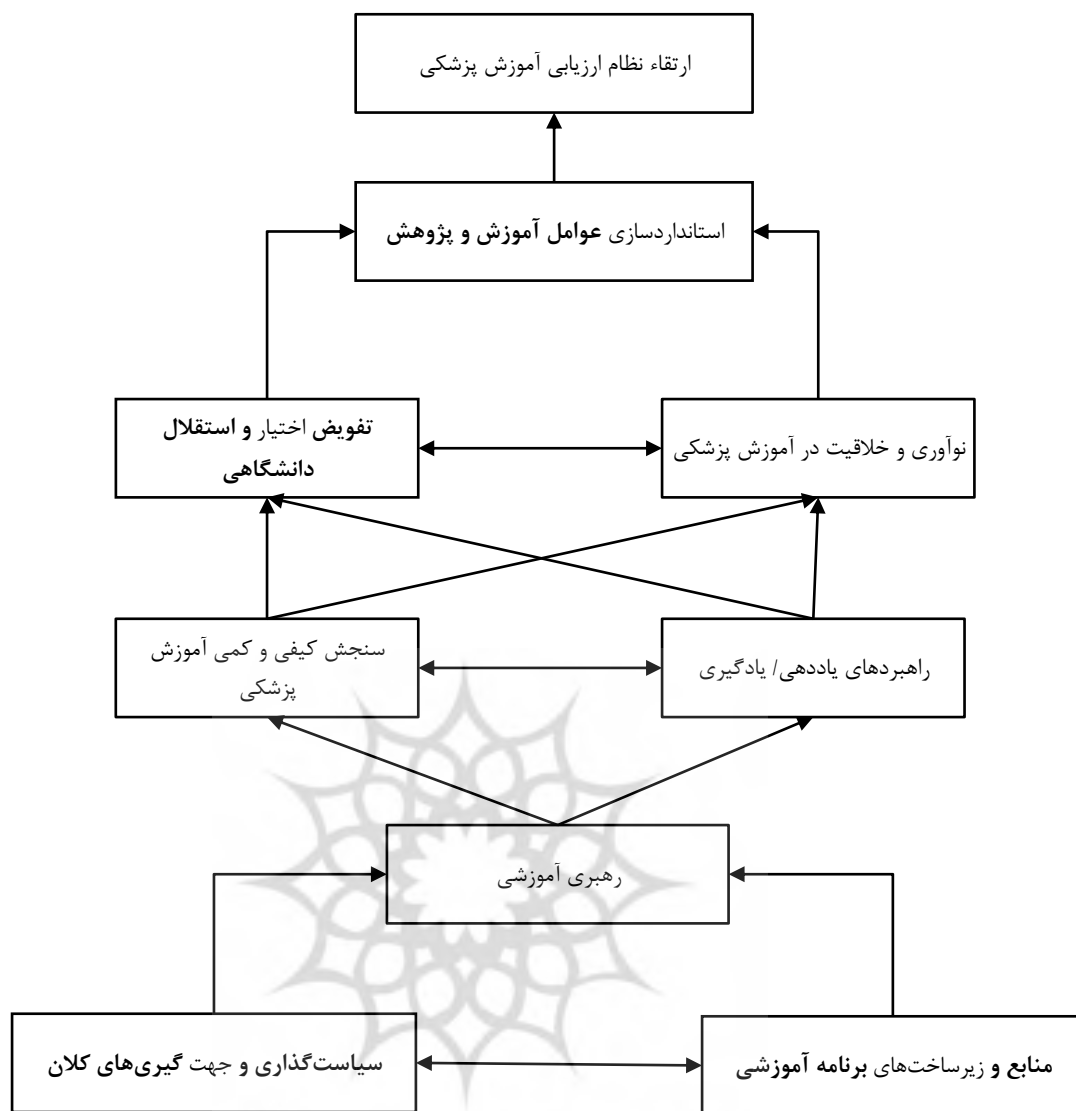 ارتقاء نظام ارزیابی آموزش پزشکی
استانداردسازی عوامل آموزش و پژوهش
نوآوری و خلاقیت در آموزش پزشکی
تفویض اختیار و استقلال
دانشگاهی
راهبردهای یاددهی/ یادگیری
سنجش کیفی و کمی آموزش
پزشکی
رهبری آموزشی
منابع و زیرساخت‌های برنامه آموزشی
سیاست‌گذاری و جهت گیری‌های کلان